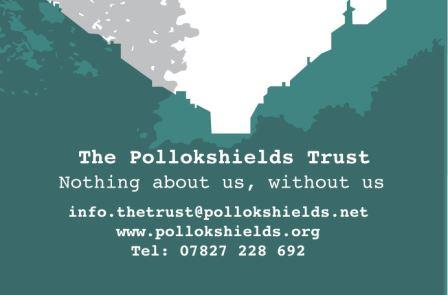 The Pollokshields Trust
Nothing about us, without us
info.thetrust@pollokshields.net
www.pollokshields.org
Tel: 07827 228 692